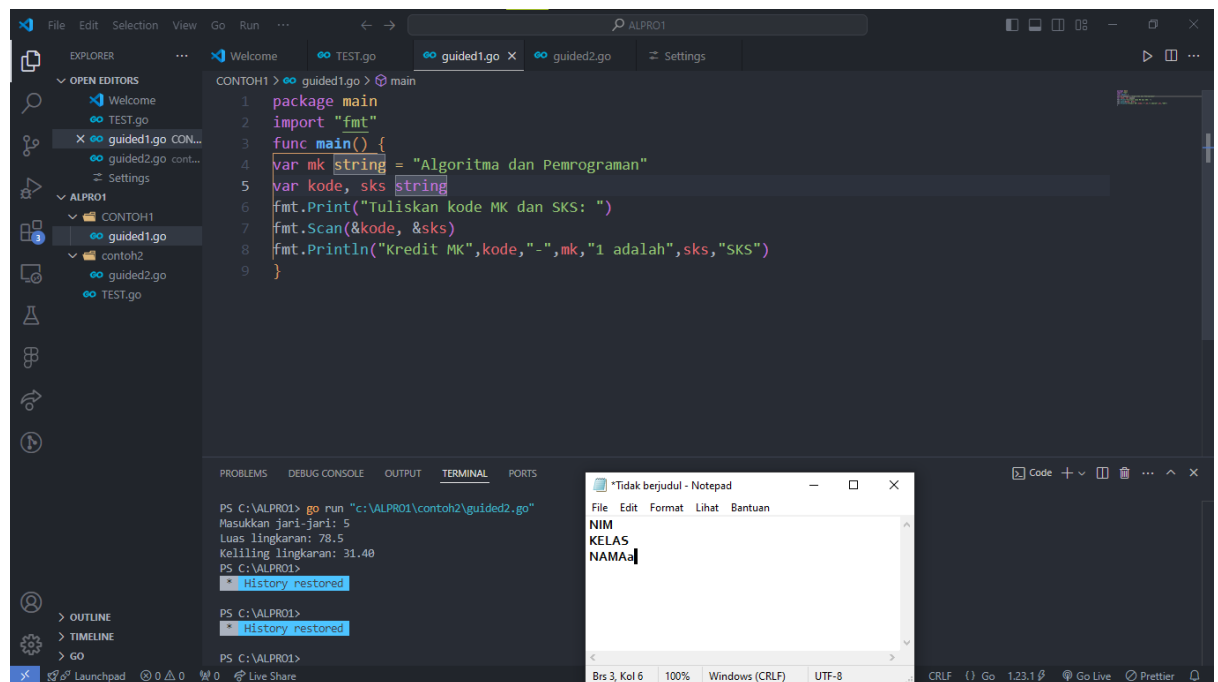 File Edit Selection View Go Run ··· ← → ALPRO1
EXPLORER ···
OPEN EDITORS
Welcome
TEST.go
guided1.go CON...
guided2.go cont...
Settings
ALPRO1
CONTOH1
guided1.go
contoh2
guided2.go
TEST.go
OUTLINE
TIMELINE
GO
3
Welcome TEST.go guided1.go guided2.go Settings ···
CONTOH1 > guided1.go > main
1 package main
2 import "fmt"
3 func main() {
4 var mk string = "Algoritma dan Pemrograman"
5 var kode, sks string
6 fmt.Print("Tuliskan kode MK dan SKS: ")
7 fmt.Scan(&kode, &sks)
8 fmt.Println("Kredit MK",kode,"-",mk,"1 adalah",sks,"SKS")
9 }
PROBLEMS DEBUG CONSOLE OUTPUT TERMINAL PORTS Code
PS C:\ALPRO1> go run "c:\ALPRO1\contoh2\guided2.go"
Masukkan jari-jari: 5
Luas lingkaran: 78.5
Keliling lingkaran: 31.40
PS C:\ALPRO1>
* History restored
PS C:\ALPRO1>
* History restored
PS C:\ALPRO1>
*Tidak berjudul - Notepad
File Edit Format Lihat Bantuan
NIM
KELAS
NAMAa
Brs 3, Kol 6 100% Windows (CRLF) UTF-8
Launchpad 0 0 0 Live Share CRLF {} Go 1.23.1 Go Live Prettier